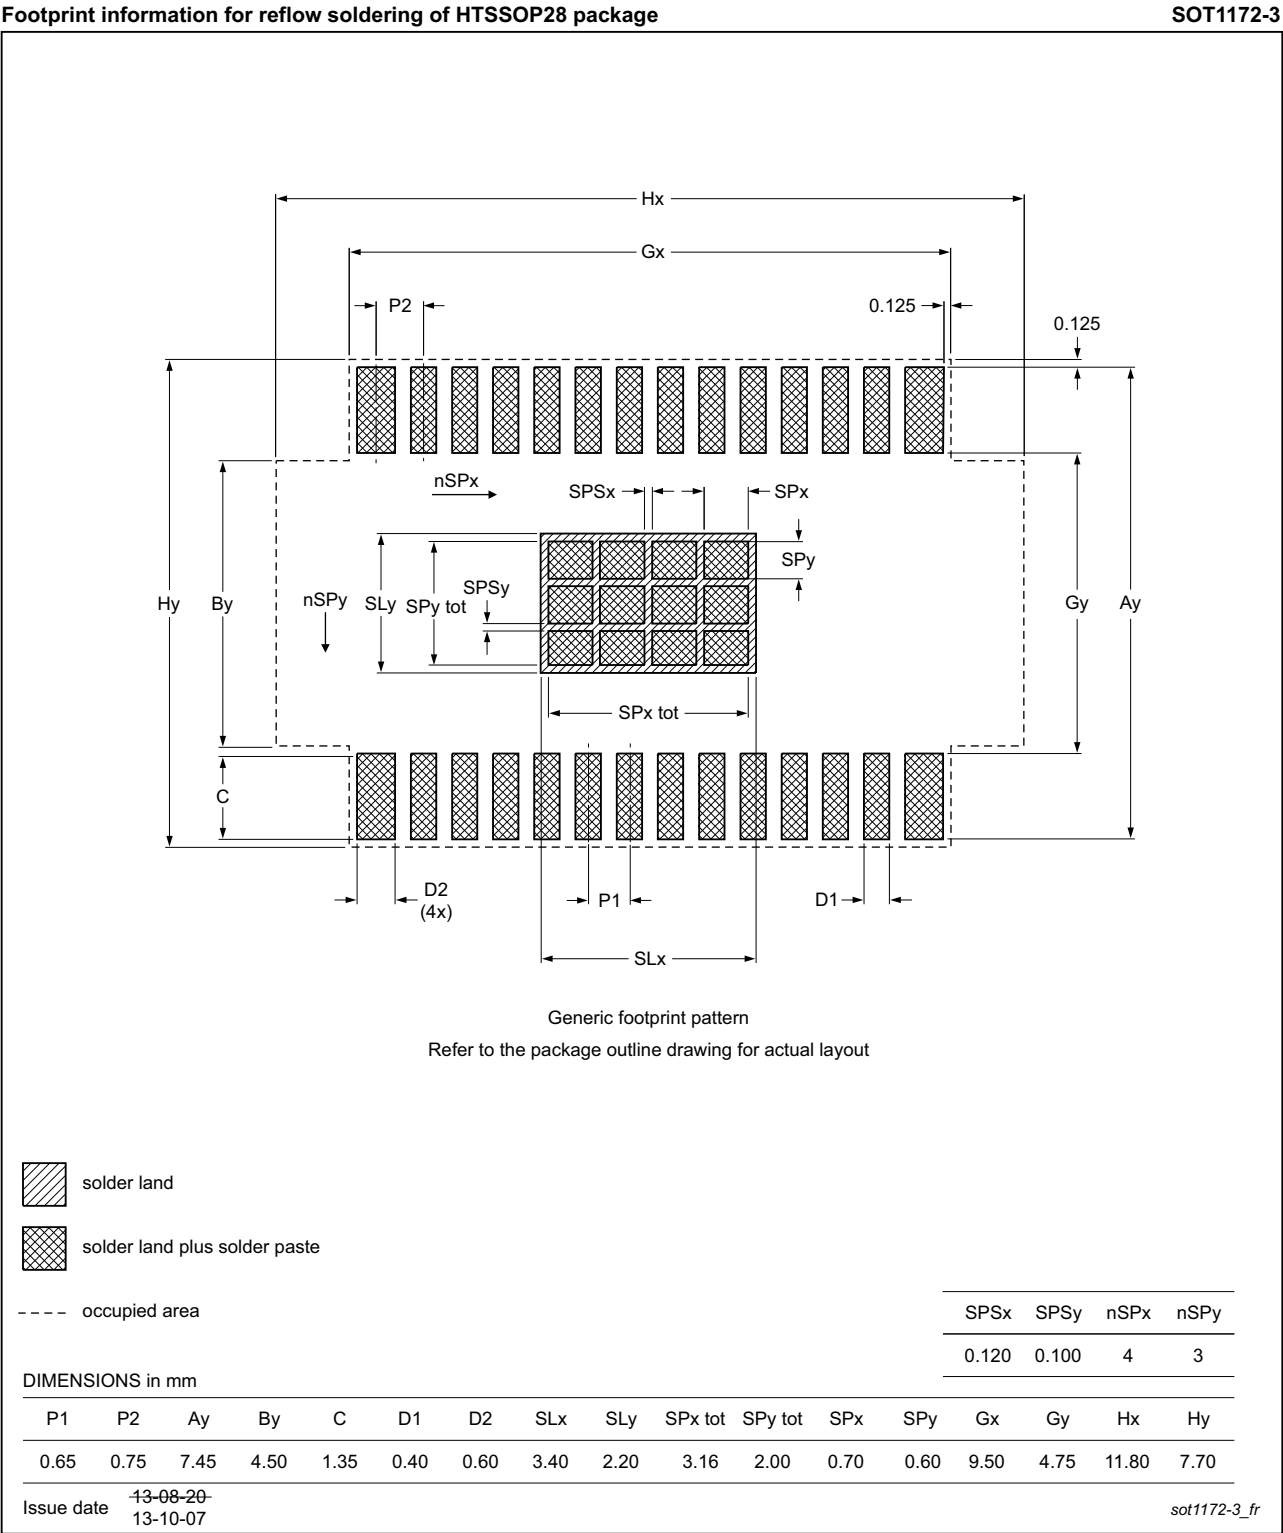 Footprint information for reflow soldering of HTSSOP28 package SOT1172-3
Hx
Gx
P2 0.125
0.125
nSPx
SPSx SPx
SPy
SPSy
Hy By nSPy SLy SPy tot Gy Ay
SPx tot
C
D2
(4x)
P1 D1
SLx
Generic footprint pattern
Refer to the package outline drawing for actual layout
solder land
solder land plus solder paste
occupied area
SPSx SPSy nSPx nSPy
0.120 0.100 4 3
DIMENSIONS in mm
P1 P2 Ay By C D1 D2 SLx SLy SPx tot SPy tot SPx SPy Gx Gy Hx Hy
0.65 0.75 7.45 4.50 1.35 0.40 0.60 3.40 2.20 3.16 2.00 0.70 0.60 9.50 4.75 11.80 7.70
Issue date 13-08-20
13-10-07
sot1172-3_fr